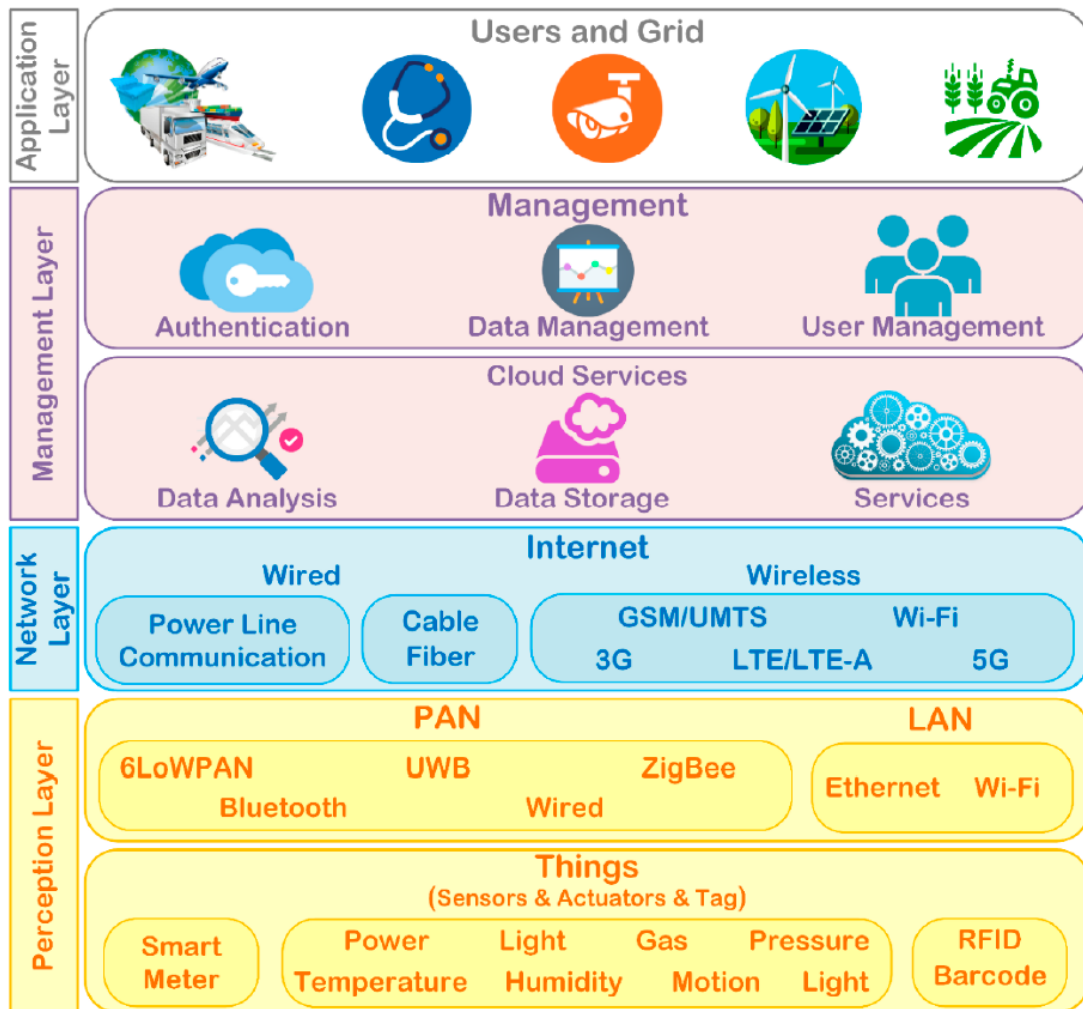 Application
Layer
Users and Grid
Management Layer
Management
Authentication
Data Management
User Management
Cloud Services
Data Analysis
Data Storage
Services
Network
Layer
Internet
Wired
Wireless
Power Line
Communication
Cable
Fiber
GSM/UMTS Wi-Fi
3G LTE/LTE-A 5G
Perception Layer
PAN
LAN
6LoWPAN UWB ZigBee
Bluetooth Wired
Ethernet Wi-Fi
Things
(Sensors & Actuators & Tag)
Smart
Meter
Power Light Gas Pressure
Temperature Humidity Motion Light
RFID
Barcode